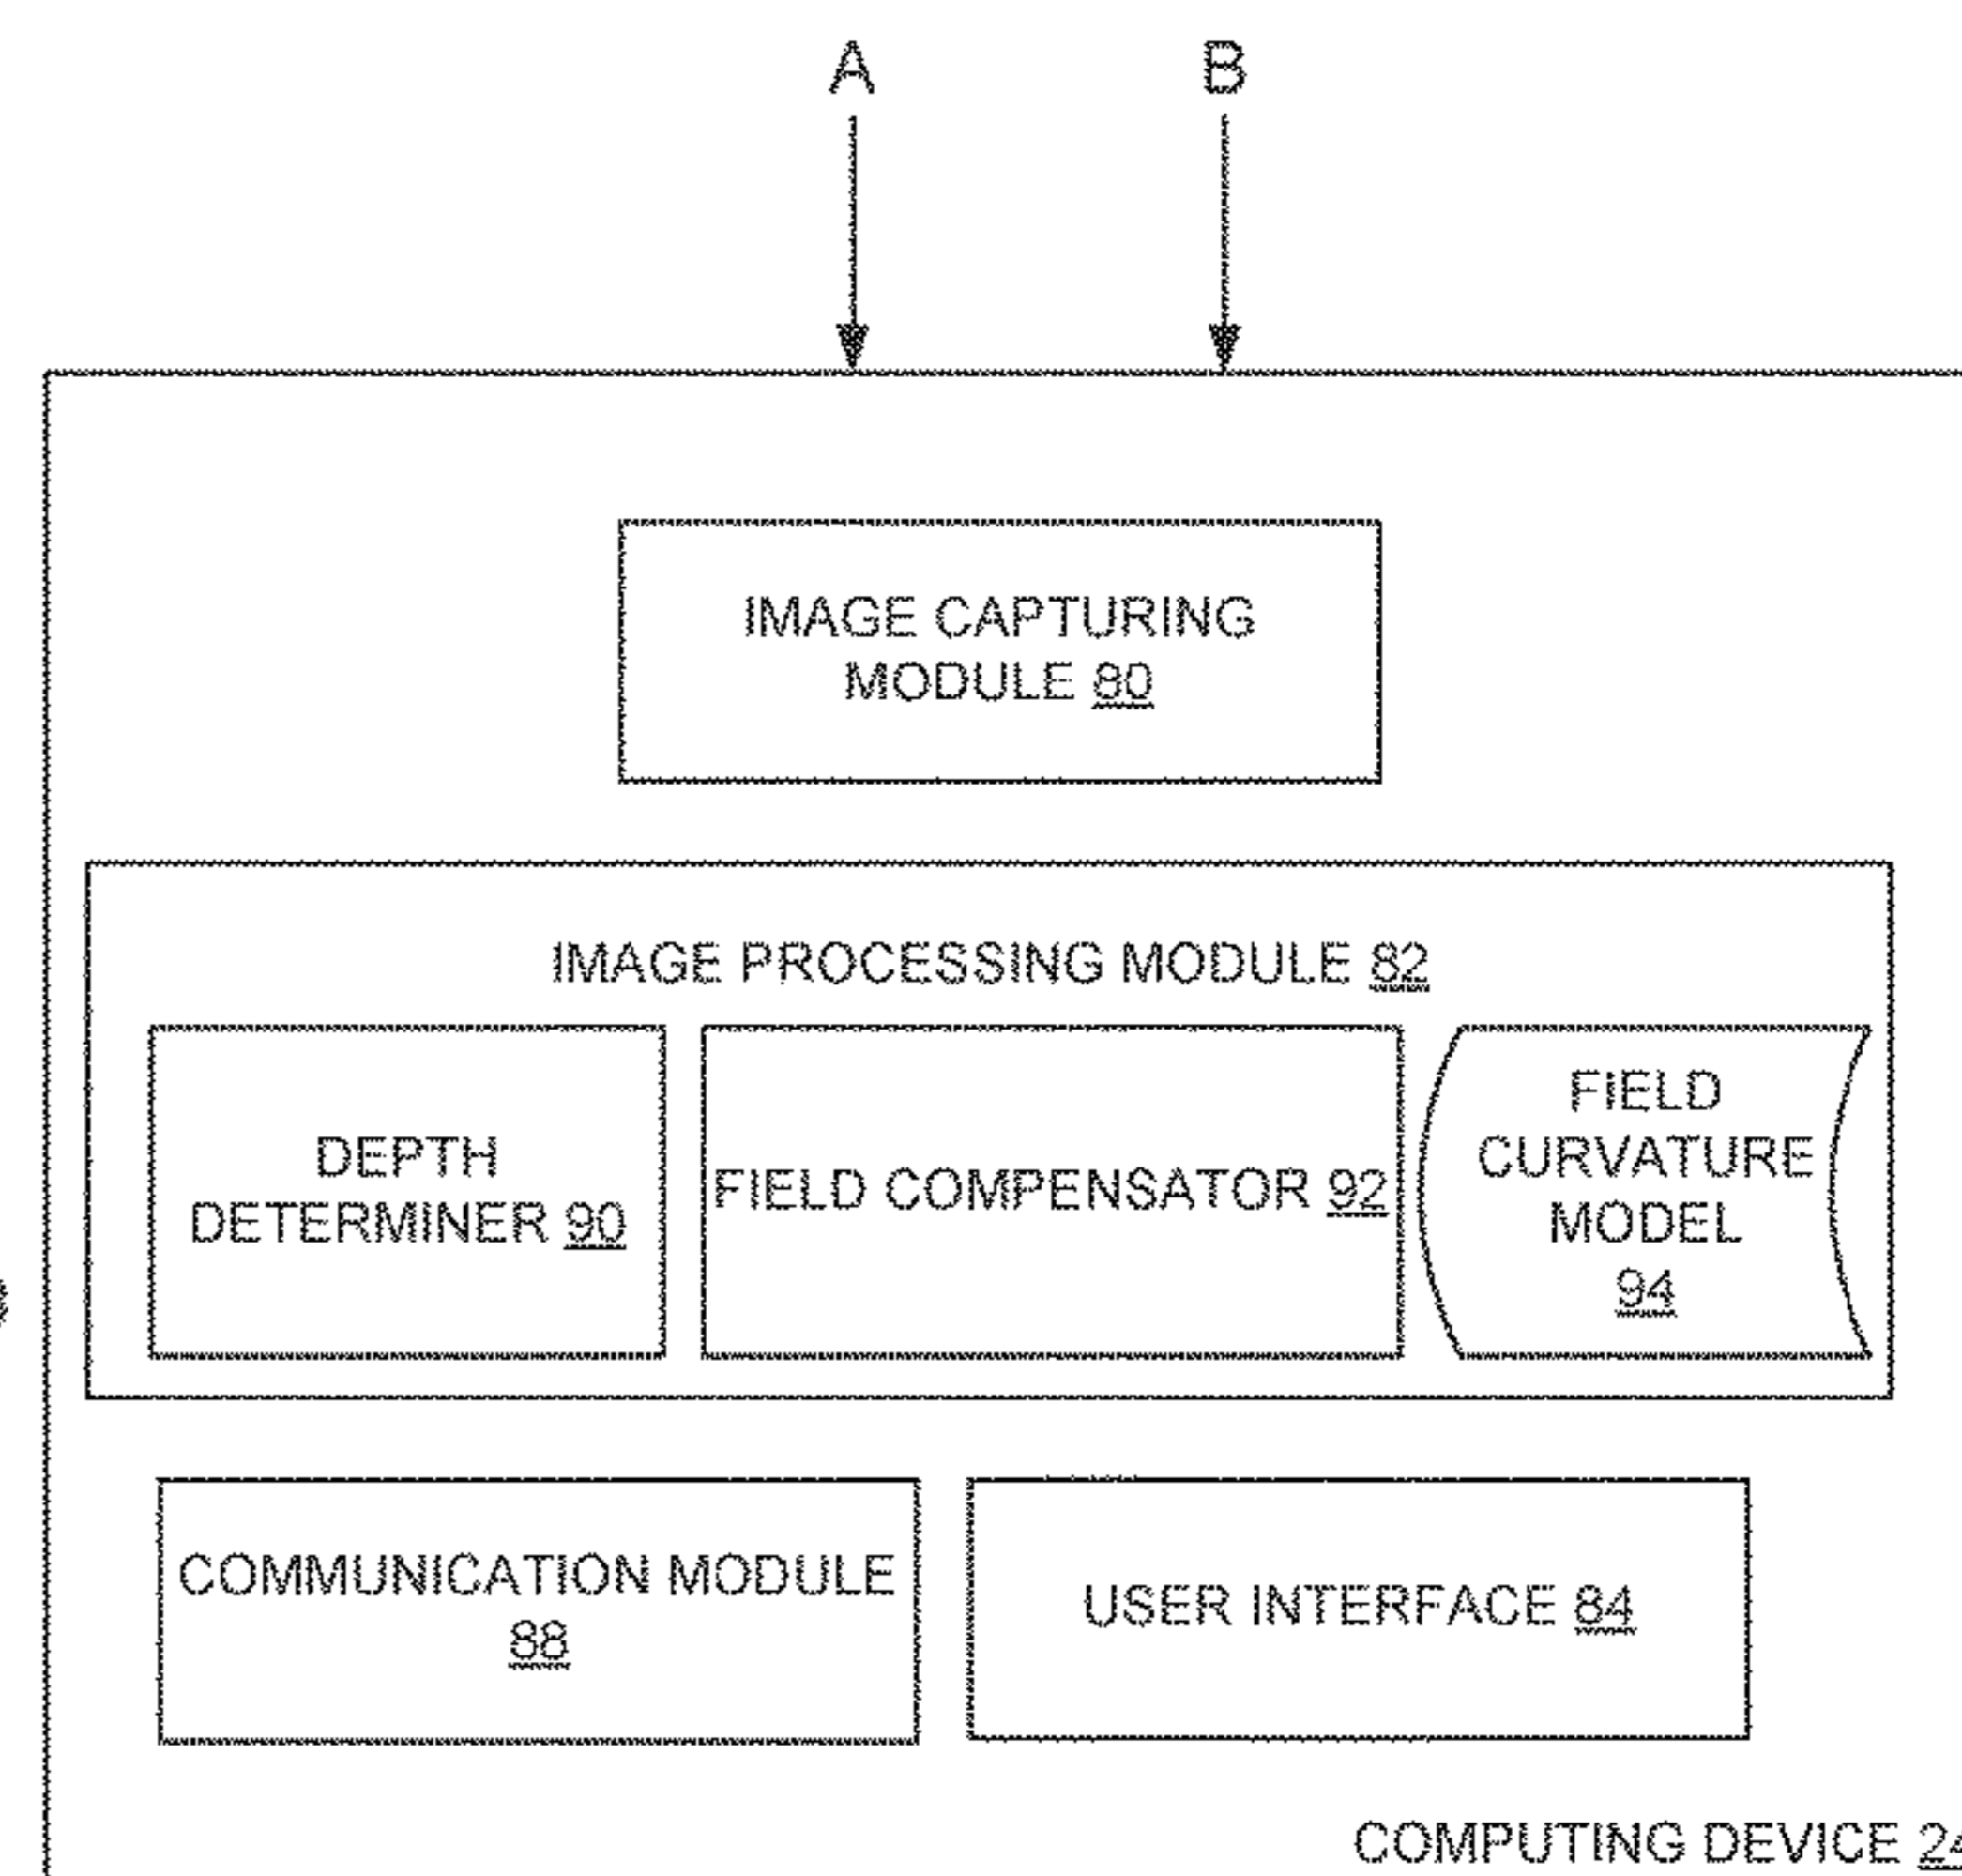 A B
IMAGE CAPTURING
MODULE 80
IMAGE PROCESSING MODULE 82
DEPTH
DETERMINER 90
FIELD COMPENSATOR 92
FIELD
CURVATURE
MODEL
94
COMMUNICATION MODULE
88
USER INTERFACE 84
COMPUTING DEVICE 24